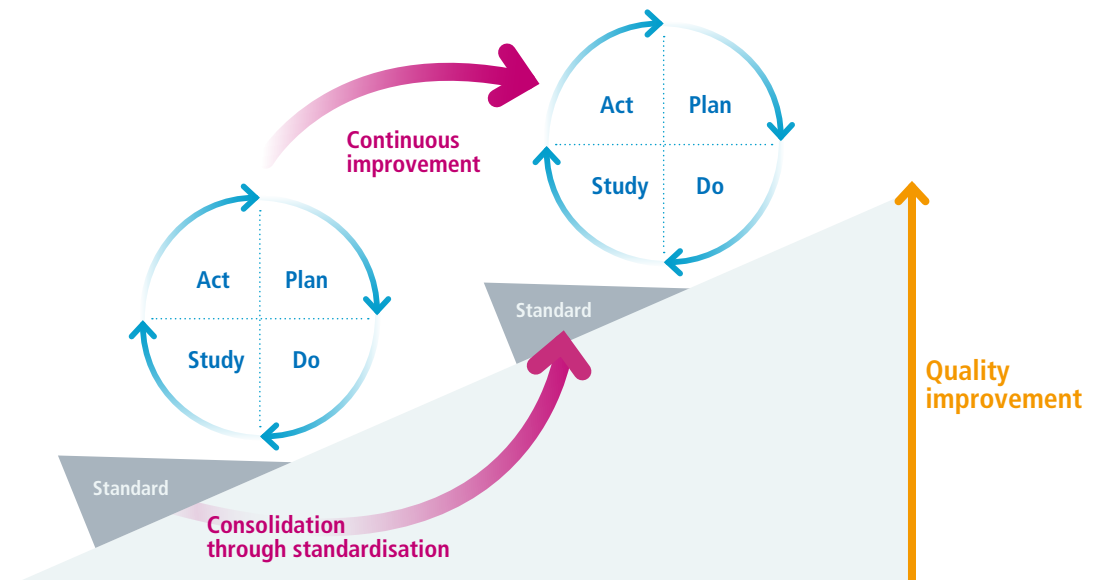 Act
Plan
Study
Do
Continuous
improvement
Act
Plan
Study
Do
Standard
Standard
Quality
improvement
Consolidation
through standardisation